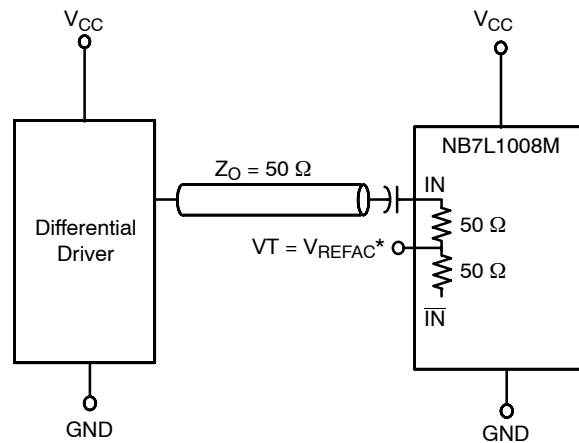 VCC
VCC
NB7L1008M
ZO = 50 Ω
IN
50 Ω
Differential
Driver
VT = VREFAC*
50 Ω
IN
GND
GND